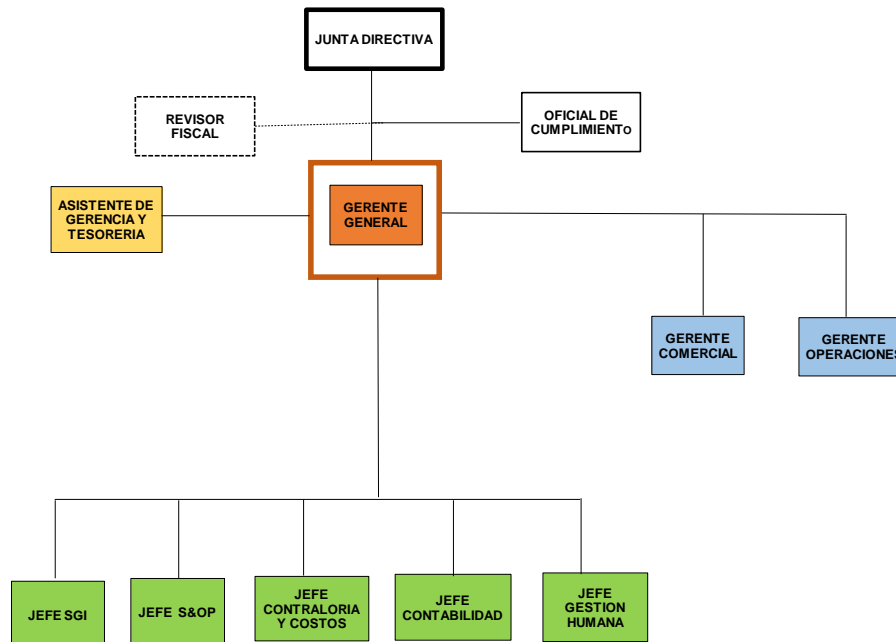 JUNTA DIRECTIVA
REVISOR
FISCAL
OFICIAL DE
CUMPLIMIENTO
ASISTENTE DE
GERENCIA Y
TESORERIA
GERENTE
GENERAL
GERENTE
COMERCIAL
GERENTE
OPERACIONES
JEFE SGI
JEFE S&OP
JEFE
CONTRALORIA
Y COSTOS
JEFE
CONTABILIDAD
JEFE
GESTION
HUMANA